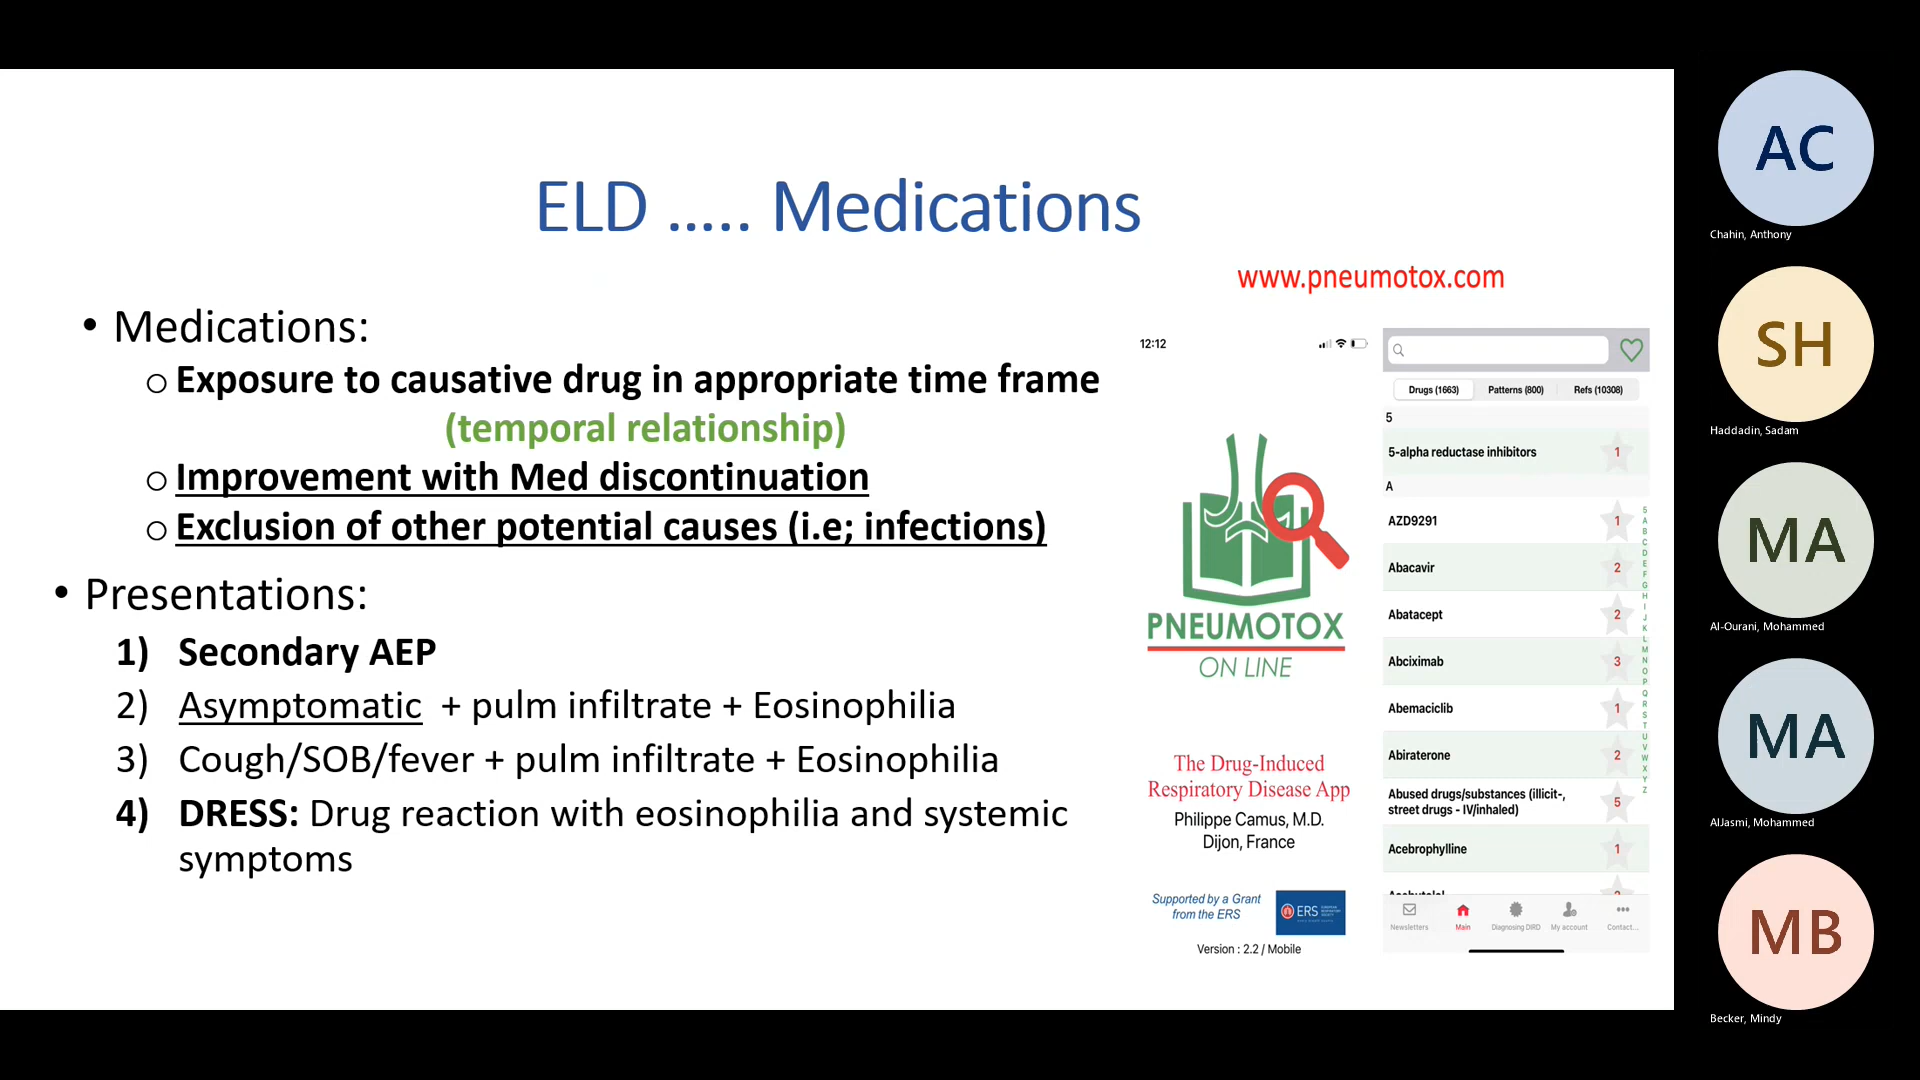 ELD ..... Medications
www.pneumotox.com
• Medications:
o Exposure to causative drug in appropriate time frame
(temporal relationship)
o Improvement with Med discontinuation
o Exclusion of other potential causes (i.e; infections)
• Presentations:
1) Secondary AEP
2) Asymptomatic + pulm infiltrate + Eosinophilia
3) Cough/SOB/fever + pulm infiltrate + Eosinophilia
4) DRESS: Drug reaction with eosinophilia and systemic
symptoms
12:12
PNEUMOTOX
ON LINE
The Drug-Induced
Respiratory Disease App
Philippe Camus, M.D.
Dijon, France
Supported by a Grant
from the ERS
ERS
Version : 2.2 / Mobile
Drugs (1663) Patterns (800) Refs (10308)
5
5-alpha reductase inhibitors 1
A
AZD9291 1
Abacavir 2
Abatacept 2
Abciximab 3
Abemaciclib 1
Abiraterone 2
Abused drugs/substances (illicit-,
street drugs - IV/inhaled) 5
Acebrophylline 1
5
A
B
C
D
E
F
G
H
I
J
K
L
M
N
O
P
Q
R
S
T
U
V
W
X
Y
Z
Newsletters Main Diagnosing DIRD My account Contact...
AC
Chahin, Anthony
SH
Haddadin, Sadam
MA
Al-Ourani, Mohammed
MA
AlJasmi, Mohammed
MB
Becker, Mindy